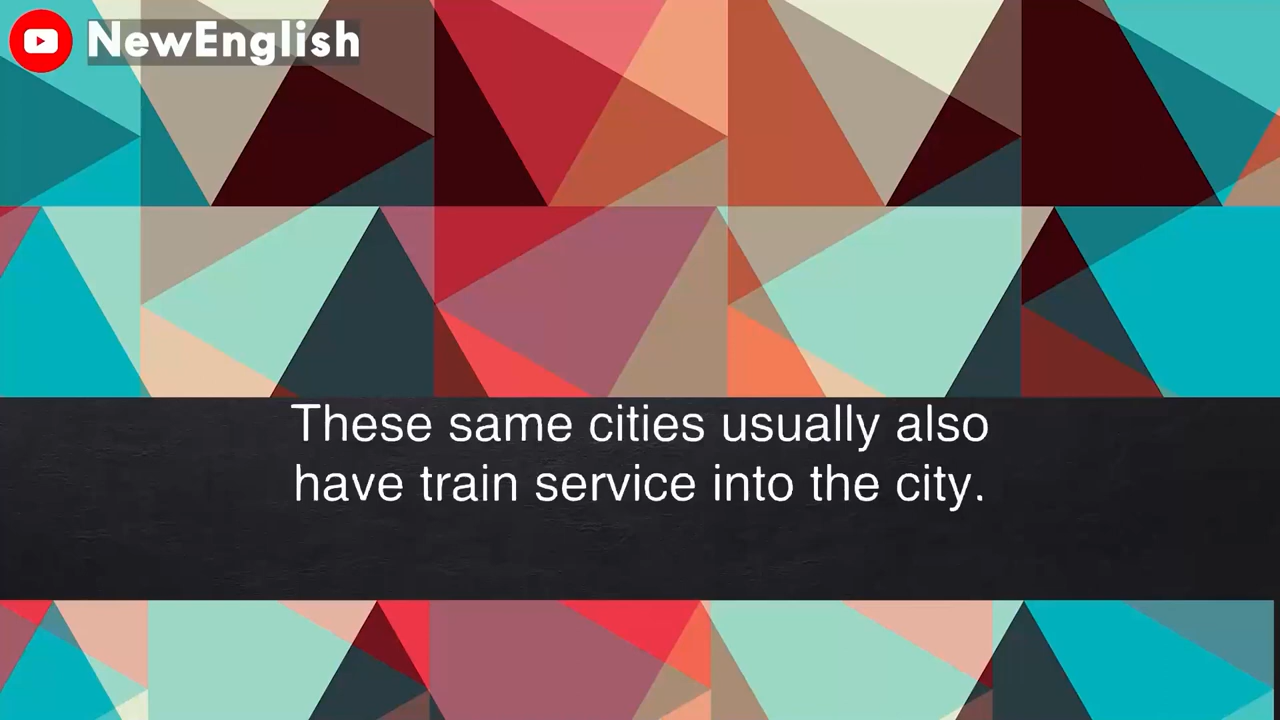 NewEnglish
These same cities usually also
have train service into the city.